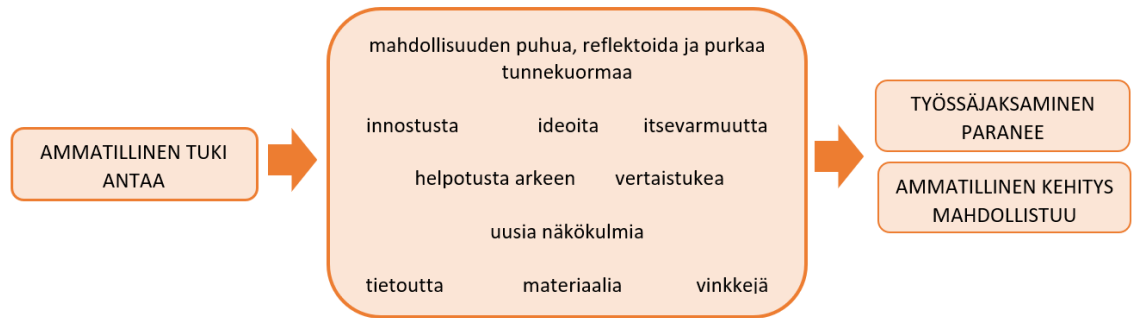 AMMATILLINEN TUKI
ANTAA
mahdollisuuden puhua, reflektoida ja purkaa
tunnekuormaa
innostusta ideoita itsevarmuutta
helpotusta arkeen vertaistukea
uusia näkökulmia
tietoutta materiaalia vinkkejä
TYÖSSÄJAKSAMINEN
PARANEE
AMMATILLINEN KEHITYS
MAHDOLLISTUU